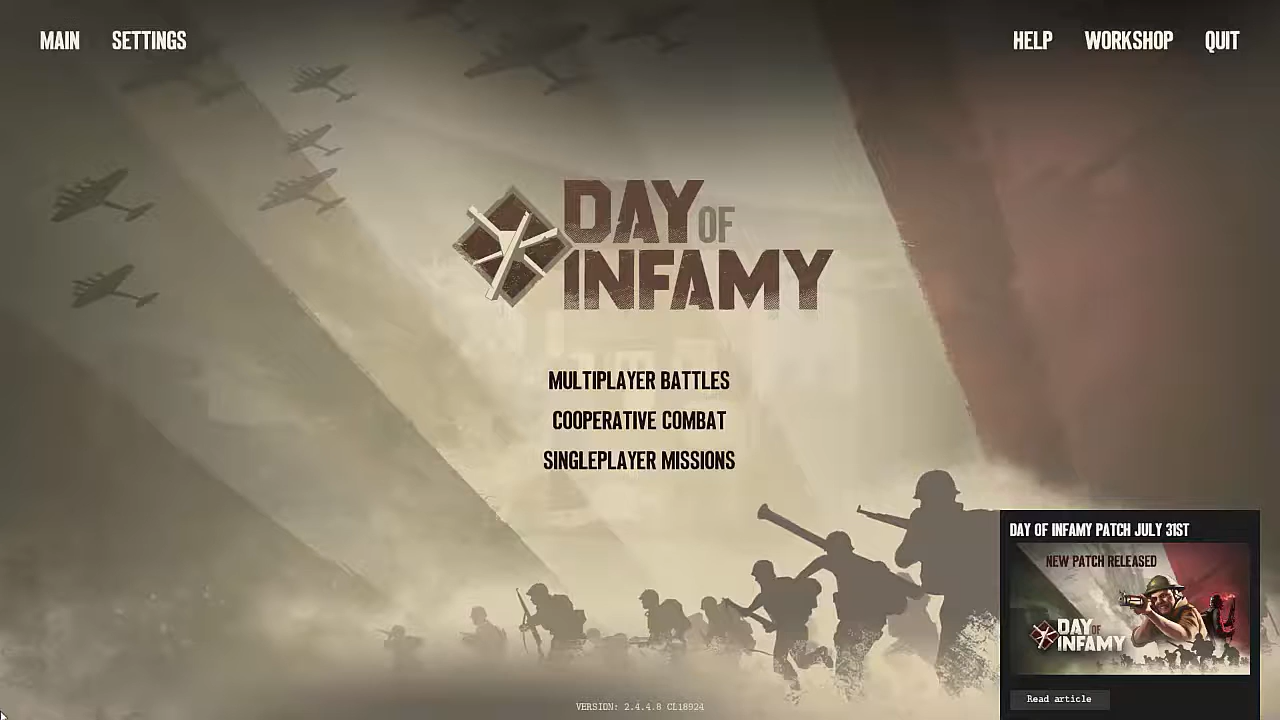 MAIN
SETTINGS
HELP
WORKSHOP
QUIT
DAY OF
INFAMY
MULTIPLAYER BATTLES
COOPERATIVE COMBAT
SINGLEPLAYER MISSIONS
DAY OF INFAMY PATCH JULY 31ST
NEW PATCH RELEASED
DAY OF
INFAMY
Read article
VERSION: 2.4.4.8 CL18924